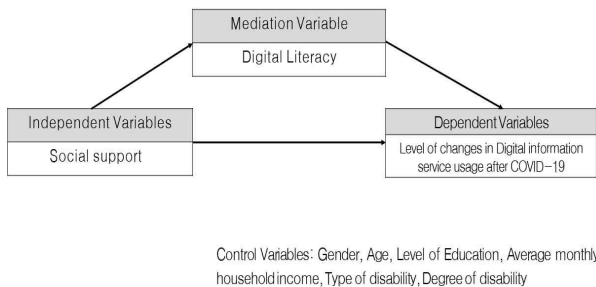 Mediation Variable
Digital Literacy
Independent Variables
Social support
Dependent Variables
Level of changes in Digital information
service usage after COVID-19
Control Variables: Gender, Age, Level of Education, Average monthly
household income, Type of disability, Degree of disability